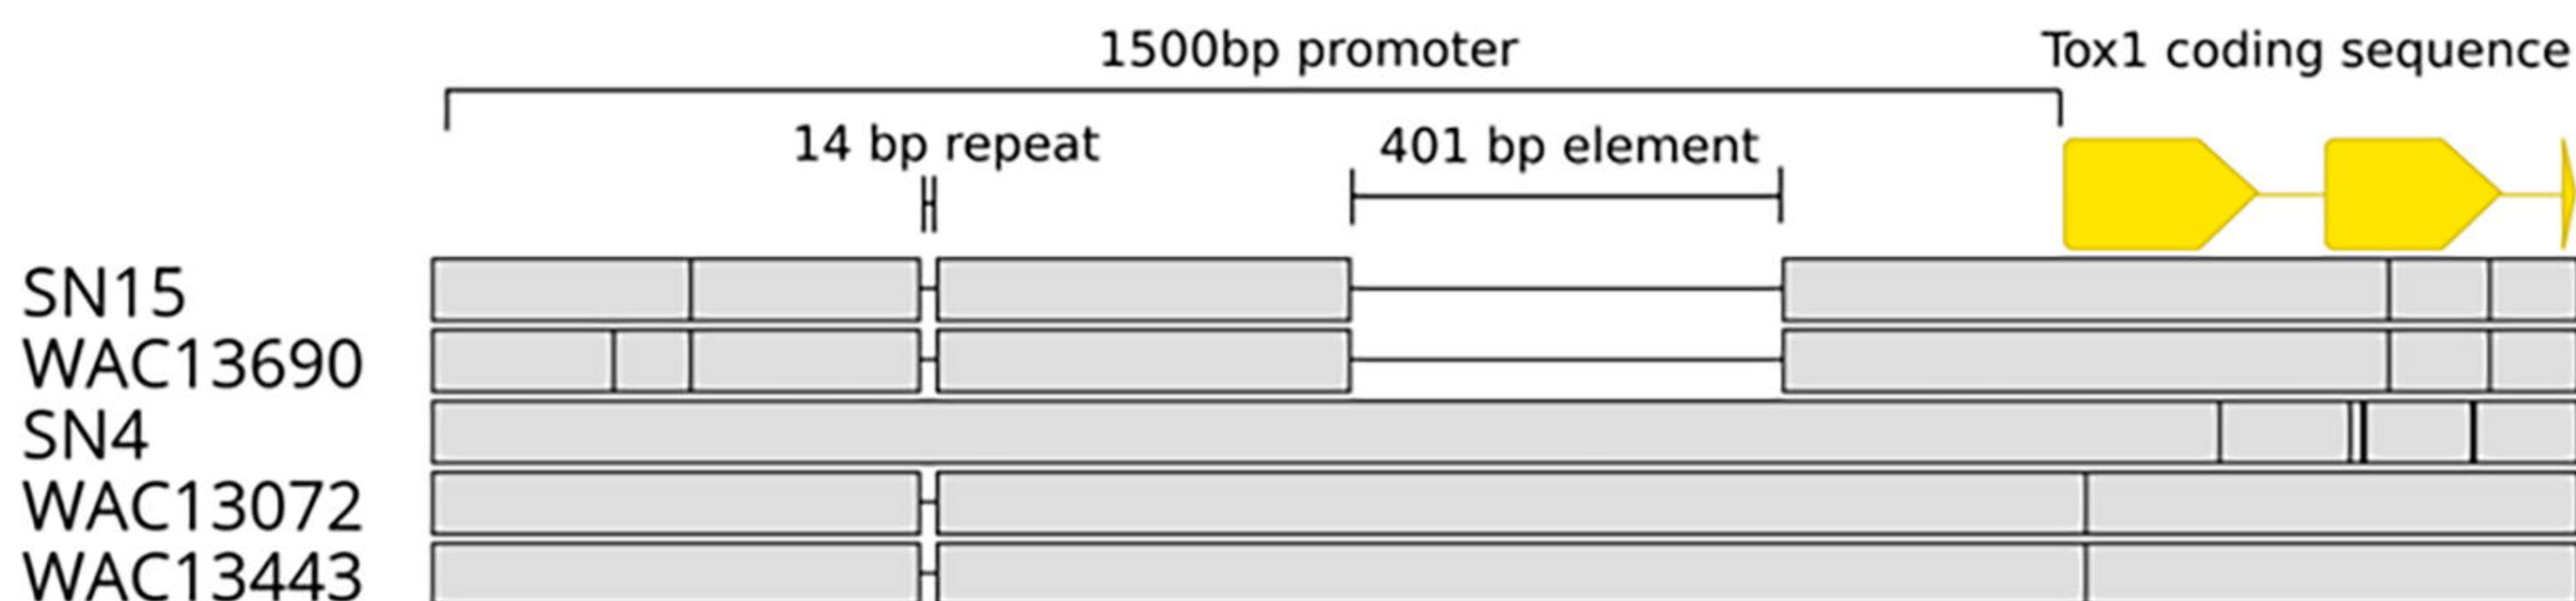 1500bp promoter
Tox1 coding sequence
14 bp repeat
401 bp element
SN15
WAC13690
SN4
WAC13072
WAC13443